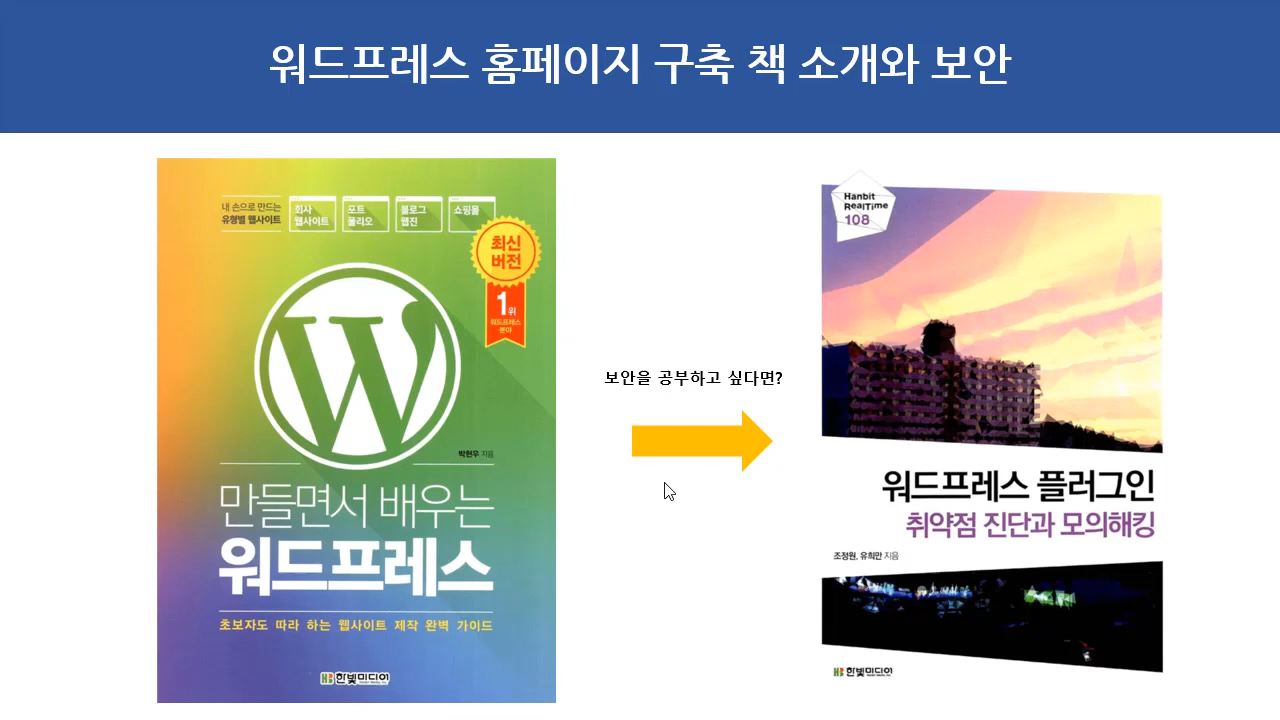 워드프레스 홈페이지 구축 책 소개와 보안
내 손으로 만드는
유형별 웹사이트
회사
웹사이트
포트
폴리오
블로그
웹진
쇼핑몰
최신
버전
1위
워드프레스
분야
박현우 지음
만들면서 배우는
워드프레스
초보자도 따라 하는 웹사이트 제작 완벽 가이드
HB 한빛미디어
보안을 공부하고 싶다면?
Hanbit
RealTime
108
워드프레스 플러그인
취약점 진단과 모의해킹
조정원, 유희만 지음
HB 한빛미디어